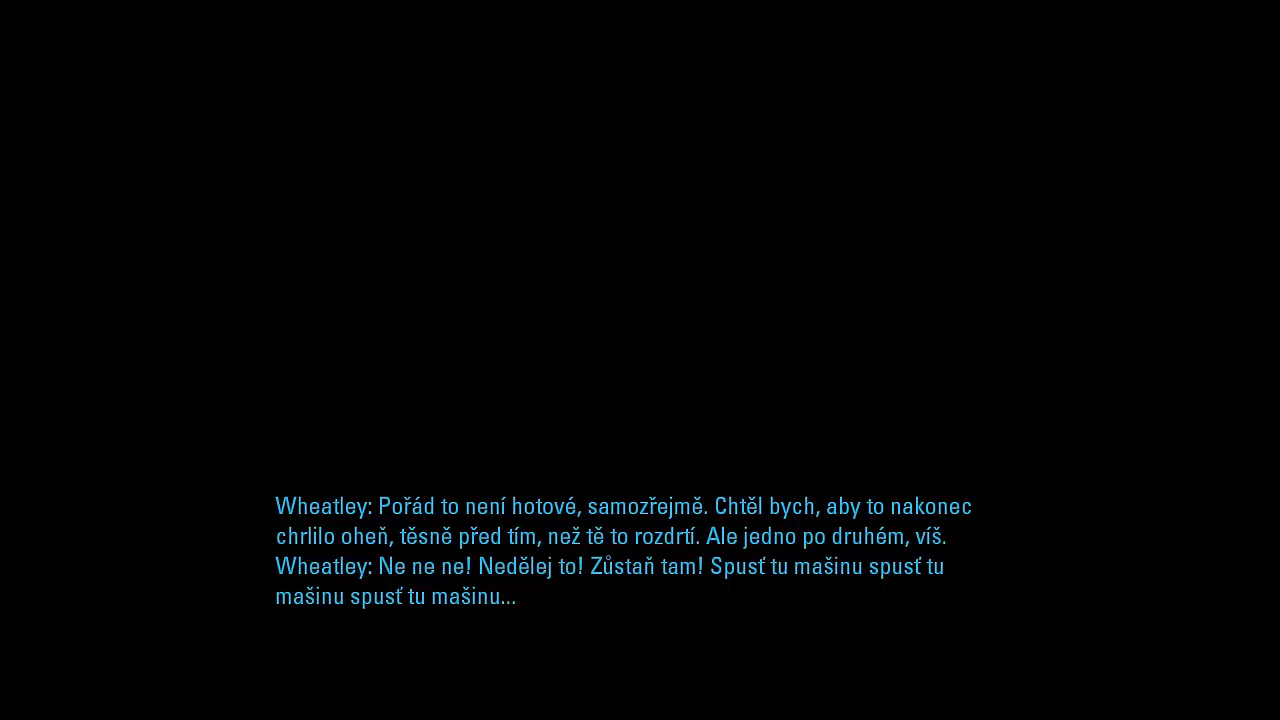 Wheatley: Pořád to není hotové, samozřejmě. Chtěl bych, aby to nakonec
chrlilo oheň, těsně před tím, než tě to rozdrtí. Ale jedno po druhém, víš.
Wheatley: Ne ne ne! Nedělej to! Zůstaň tam! Spusť tu mašinu spusť tu
mašinu spusť tu mašinu...